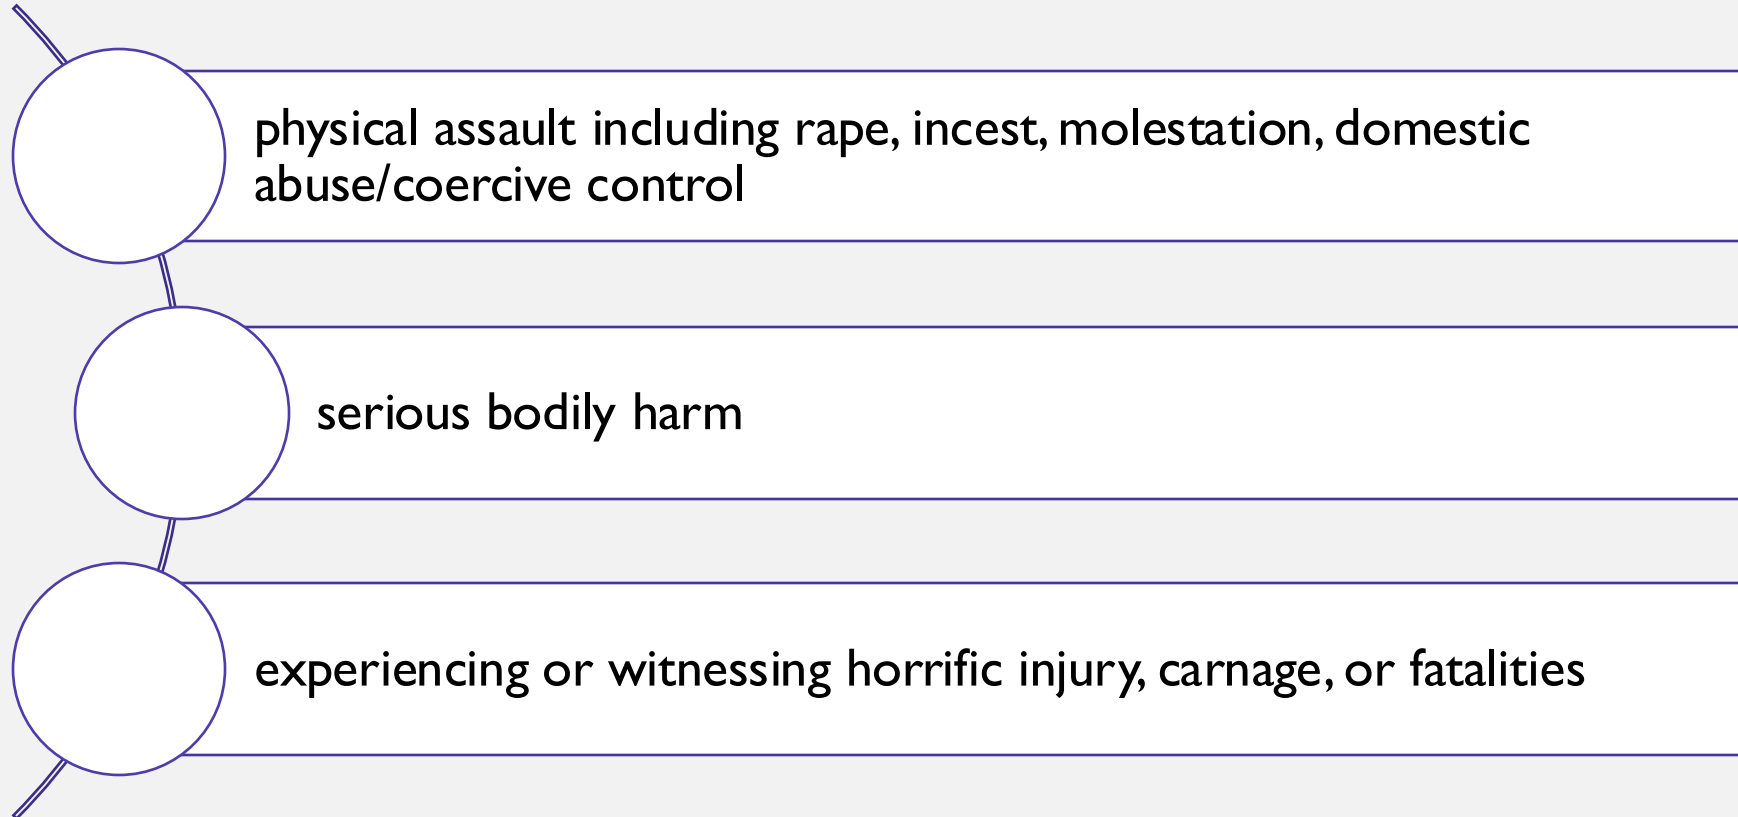 physical assault including rape, incest, molestation, domestic
abuse/coercive control
serious bodily harm
experiencing or witnessing horrific injury, carnage, or fatalities